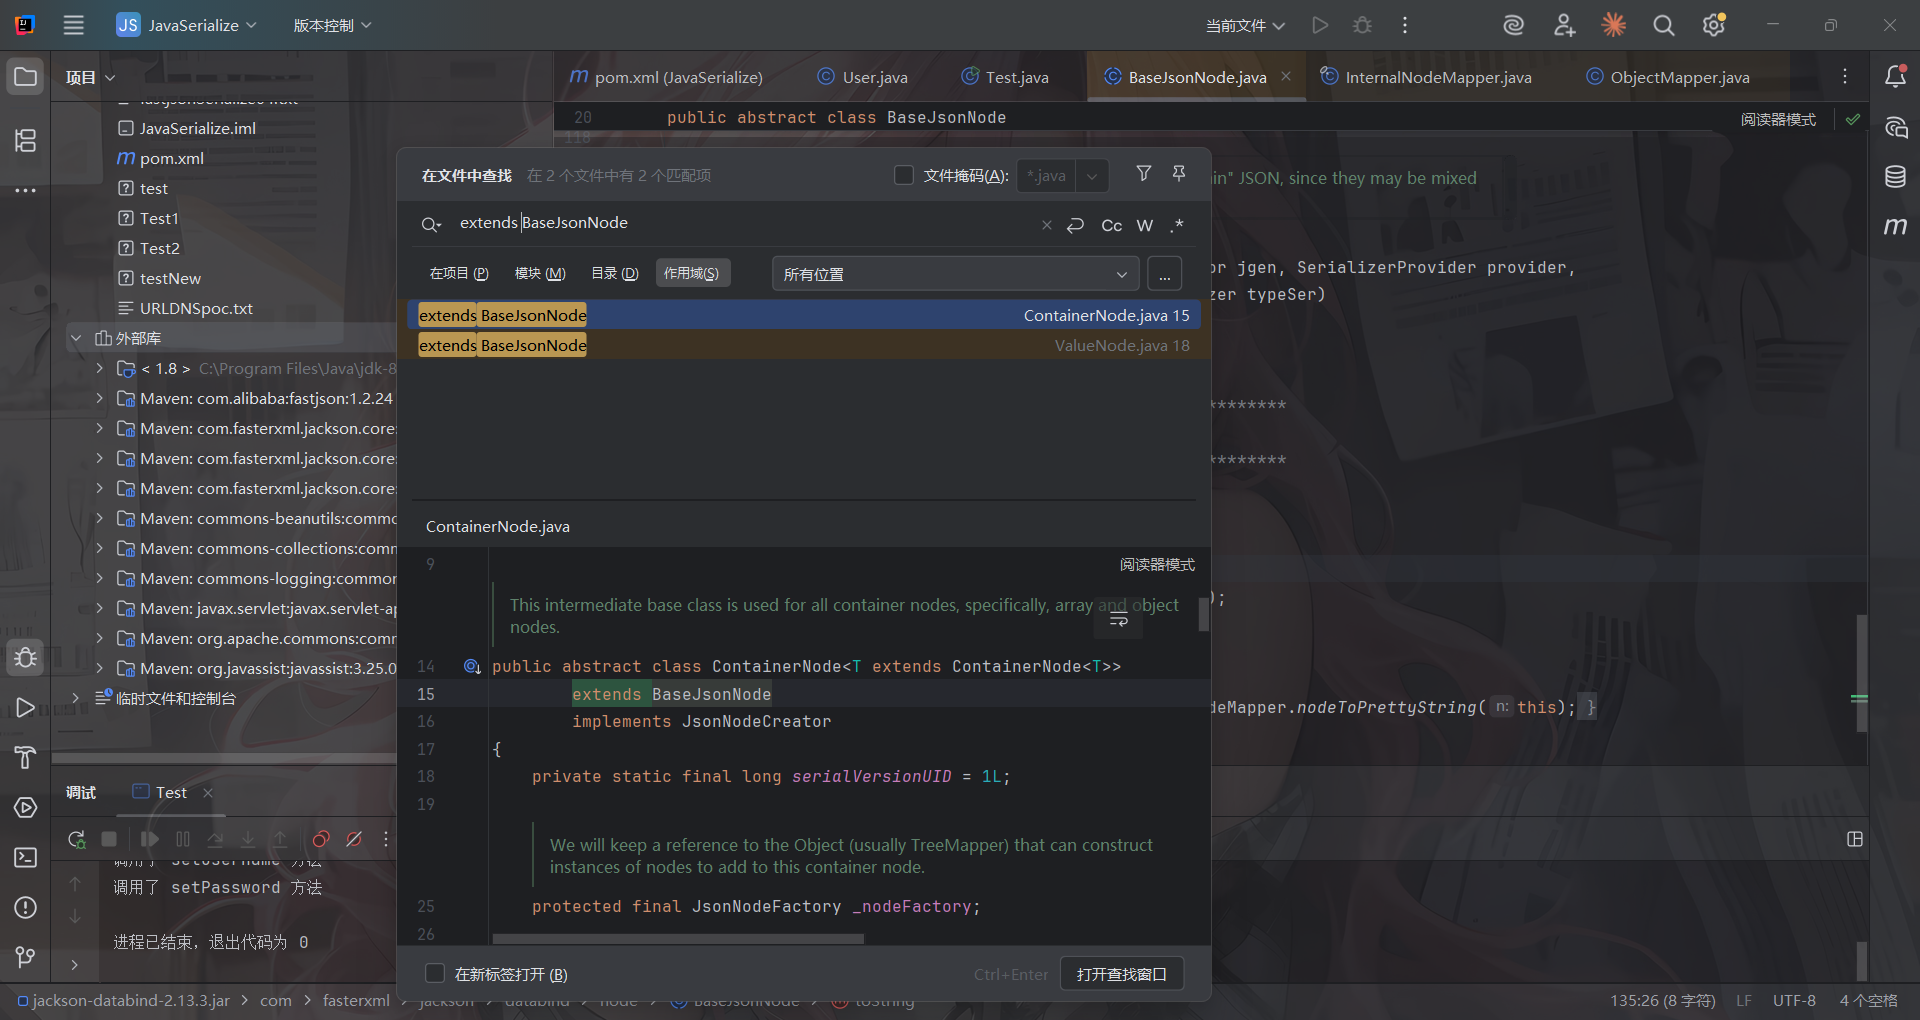 JS JavaSerialize 版本控制 当前文件
项目
pom.xml (JavaSerialize) User.java Test.java BaseJsonNode.java InternalNodeMapper.java ObjectMapper.java
JavaSerialize.iml
pom.xml
test
Test1
Test2
testNew
URLDNSpoc.txt
外部库
< 1.8 > C:\Program Files\Java\jdk-8
Maven: com.alibaba:fastjson:1.2.24
Maven: com.fasterxml.jackson.core:
Maven: com.fasterxml.jackson.core:
Maven: com.fasterxml.jackson.core:
Maven: commons-beanutils:commo
Maven: commons-collections:comm
Maven: commons-logging:common
Maven: javax.servlet:javax.servlet-ap
Maven: org.apache.commons:comm
Maven: org.javassist:javassist:3.25.0
临时文件和控制台
20 public abstract class BaseJsonNode
阅读器模式
118
in" JSON, since they may be mixed
or jgen, SerializerProvider provider,
zer typeSer)
********
********
);
deMapper.nodeToPrettyString( n: this); }
在文件中查找 在 2 个文件中有 2 个匹配项 文件掩码(A): *.java
extends BaseJsonNode Cc W .*
在项目 (P) 模块 (M) 目录 (D) 作用域(S) 所有位置 ...
extends BaseJsonNode ContainerNode.java 15
extends BaseJsonNode ValueNode.java 18
ContainerNode.java
9 阅读器模式
This intermediate base class is used for all container nodes, specifically, array and object
nodes.
14 public abstract class ContainerNode<T extends ContainerNode<T>>
15 extends BaseJsonNode
16 implements JsonNodeCreator
17 {
18 private static final long serialVersionUID = 1L;
19
We will keep a reference to the Object (usually TreeMapper) that can construct
instances of nodes to add to this container node.
25 protected final JsonNodeFactory _nodeFactory;
26
在新标签打开 (B) Ctrl+Enter 打开查找窗口
调试 Test
调用了 setUsername 方法
调用了 setPassword 方法
进程已结束，退出代码为 0
jackson-databind-2.13.3.jar > com > fasterxml > jackson > databind > node > BaseJsonNode > toString 135:26 (8 字符) LF UTF-8 4 个空格